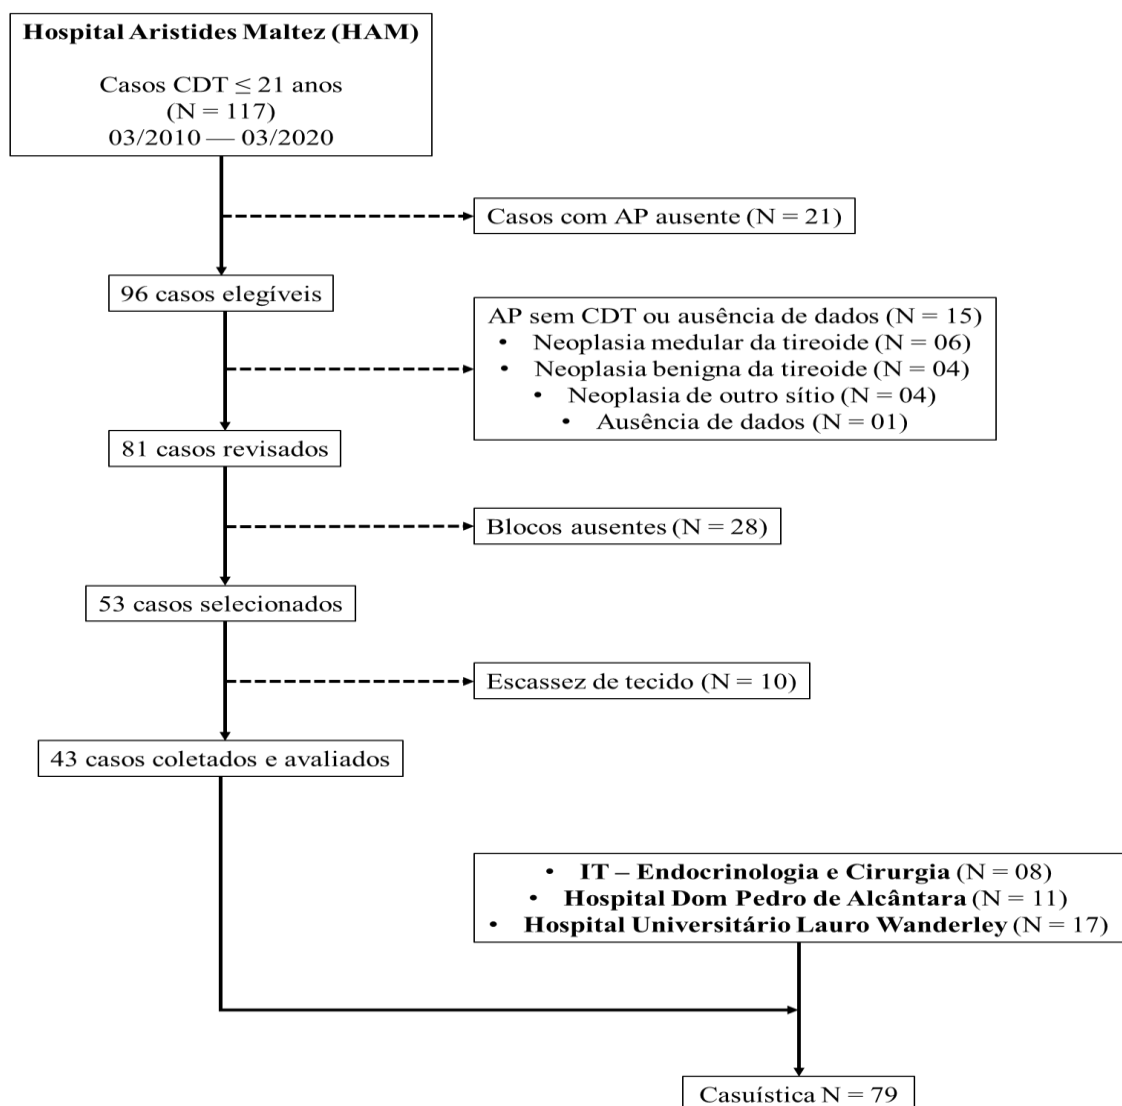 Hospital Aristides Maltez (HAM)
Casos CDT ≤ 21 anos
(N = 117)
03/2010 — 03/2020
Casos com AP ausente (N = 21)
96 casos elegíveis
AP sem CDT ou ausência de dados (N = 15)
• Neoplasia medular da tireoide (N = 06)
• Neoplasia benigna da tireoide (N = 04)
• Neoplasia de outro sítio (N = 04)
• Ausência de dados (N = 01)
81 casos revisados
Blocos ausentes (N = 28)
53 casos selecionados
Escassez de tecido (N = 10)
43 casos coletados e avaliados
• IT – Endocrinologia e Cirurgia (N = 08)
• Hospital Dom Pedro de Alcântara (N = 11)
• Hospital Universitário Lauro Wanderley (N = 17)
Casuística N = 79